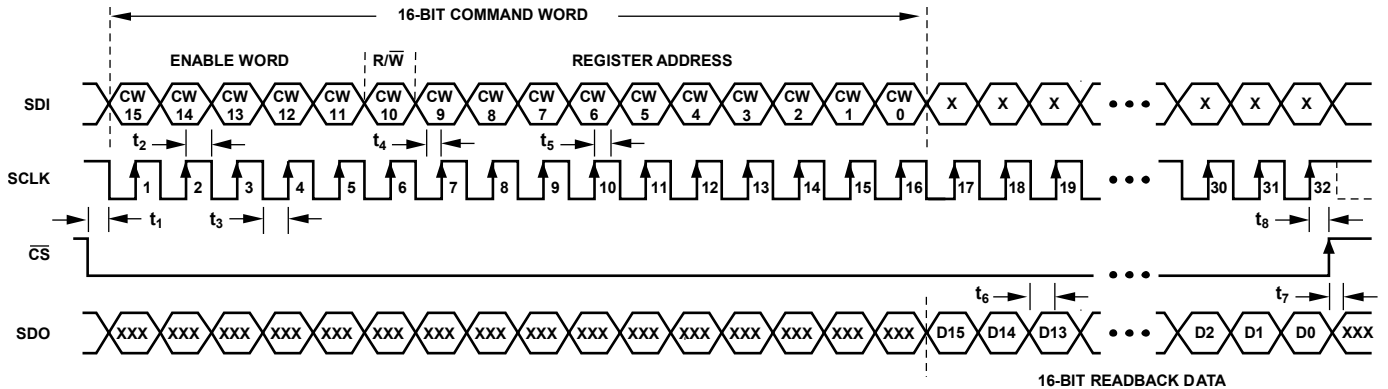 16-BIT COMMAND WORD
ENABLE WORD R/W̅ REGISTER ADDRESS
SDI CW 15 CW 14 CW 13 CW 12 CW 11 CW 10 CW 9 CW 8 CW 7 CW 6 CW 5 CW 4 CW 3 CW 2 CW 1 CW 0 X X X X X X
t2 t4 t5
SCLK 1 2 3 4 5 6 7 8 9 10 11 12 13 14 15 16 17 18 19 30 31 32
t1 t3 t8
C̅S̅
t6 t7
SDO XXX XXX XXX XXX XXX XXX XXX XXX XXX XXX XXX XXX XXX XXX XXX XXX D15 D14 D13 D2 D1 D0 XXX
16-BIT READBACK DATA